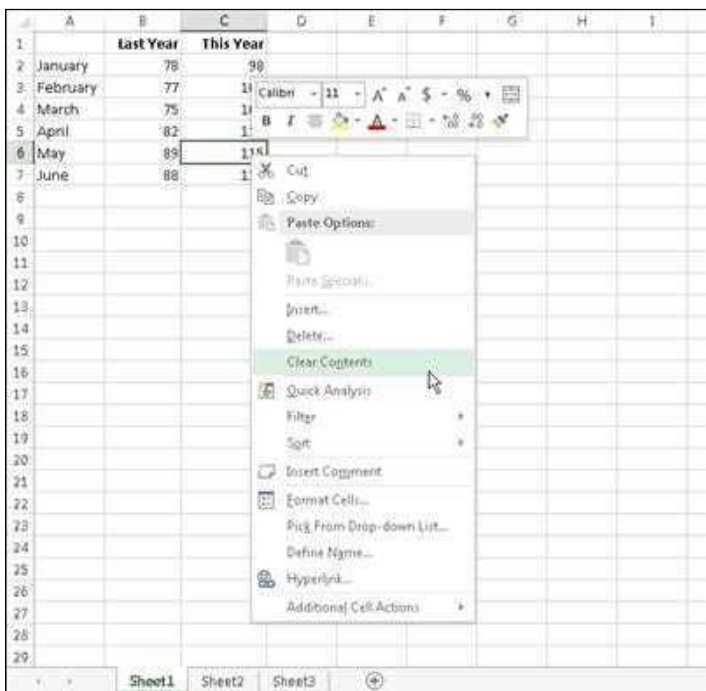 A B C D E F G H I
1 Last Year This Year
2 January 78 98
3 February 77
4 March 75
5 April 82
6 May 89 115
7 June 88
8
9
10
11
12
13
14
15
16
17
18
19
20
21
22
23
24
25
26
27
28
29
Calibri 11 A A $ % ,
B I A
Cut
Copy
Paste Options:
Paste Special...
Insert...
Delete...
Clear Contents
Quick Analysis
Filter
Sort
Insert Comment
Format Cells...
Pick From Drop-down List...
Define Name...
Hyperlink...
Additional Cell Actions
Sheet1 Sheet2 Sheet3